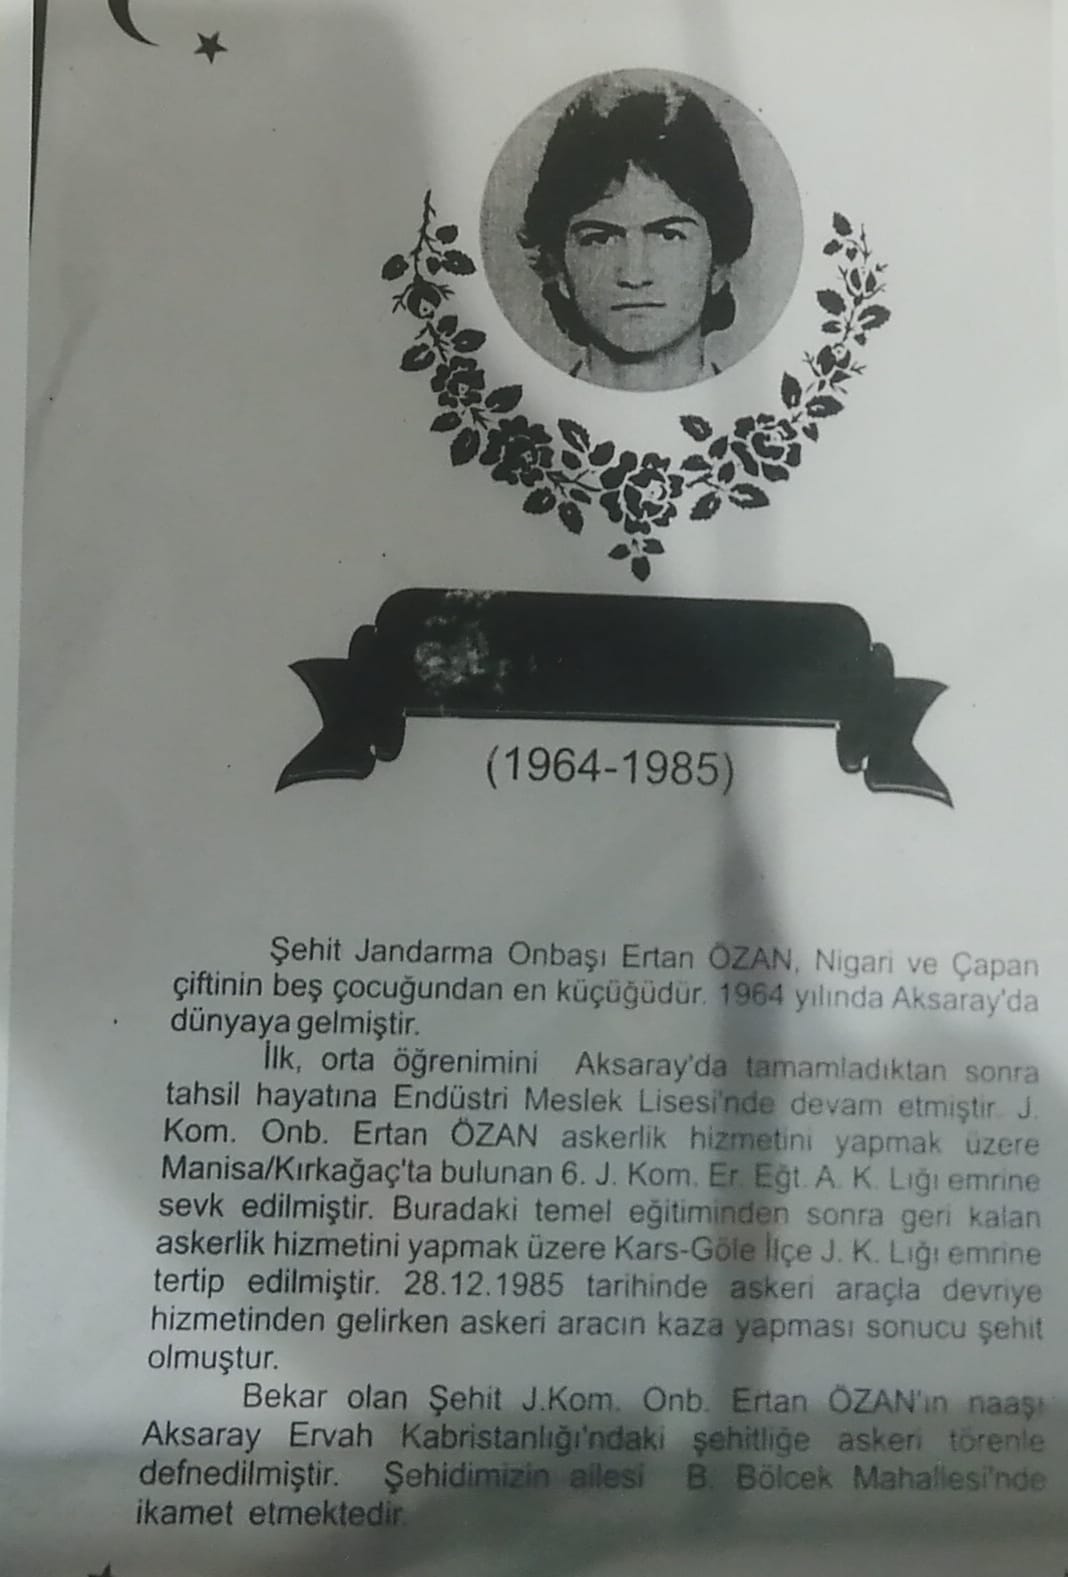 (1964-1985)
Şehit Jandarma Onbaşı Ertan ÖZAN, Nigari ve Çapan
çiftinin beş çocuğundan en küçüğüdür. 1964 yılında Aksaray'da
dünyaya gelmiştir.
İlk, orta öğrenimini Aksaray'da tamamladıktan sonra
tahsil hayatına Endüstri Meslek Lisesi'nde devam etmiştir. J.
Kom. Onb. Ertan ÖZAN askerlik hizmetini yapmak üzere
Manisa/Kırkağaç'ta bulunan 6. J. Kom. Er. Eğt. A. K. Lığı emrine
sevk edilmiştir. Buradaki temel eğitiminden sonra geri kalan
askerlik hizmetini yapmak üzere Kars-Göle İlçe J. K. Lığı emrine
tertip edilmiştir. 28.12.1985 tarihinde askeri araçla devriye
hizmetinden gelirken askeri aracın kaza yapması sonucu şehit
olmuştur.
Bekar olan Şehit J.Kom. Onb. Ertan ÖZAN'ın naaşı
Aksaray Ervah Kabristanlığı'ndaki şehitliğe askeri törenle
defnedilmiştir. Şehidimizin ailesi B. Bölcek Mahallesi'nde
ikamet etmektedir.